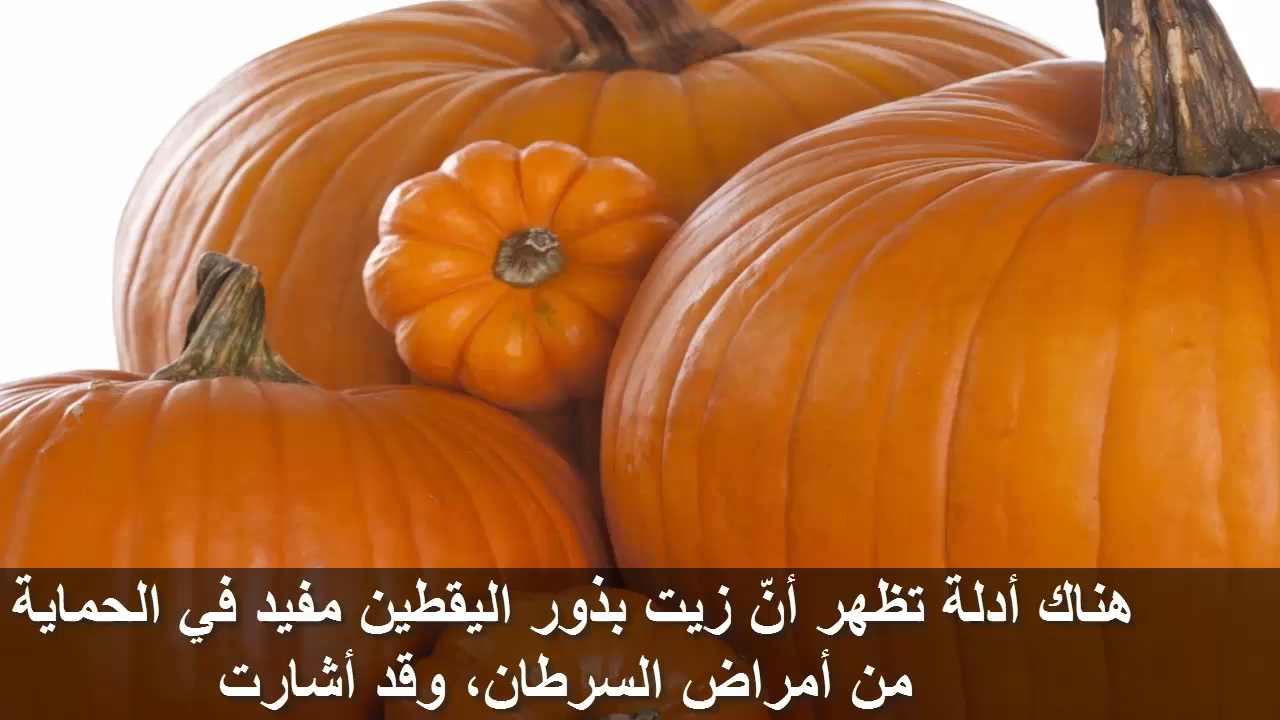 هناك أدلة تظهر أنّ زيت بذور اليقطين مفيد في الحماية
من أمراض السرطان، وقد أشارت